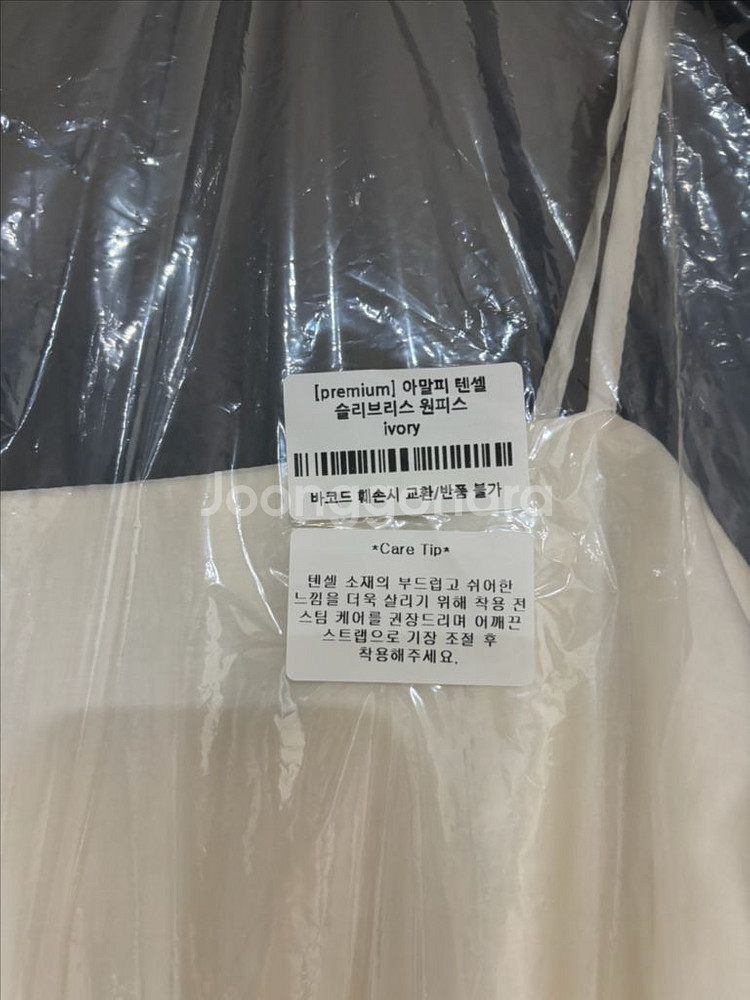 [premium] 아말피 텐셀
슬리브리스 원피스
ivory
바코드 훼손시 교환/반품 불가
Joonggonara
*Care Tip*
텐셀 소재의 부드럽고 쉬어한
느낌을 더욱 살리기 위해 착용 전
스팀 케어를 권장드리며 어깨끈
스트랩으로 기장 조절 후
착용해주세요.